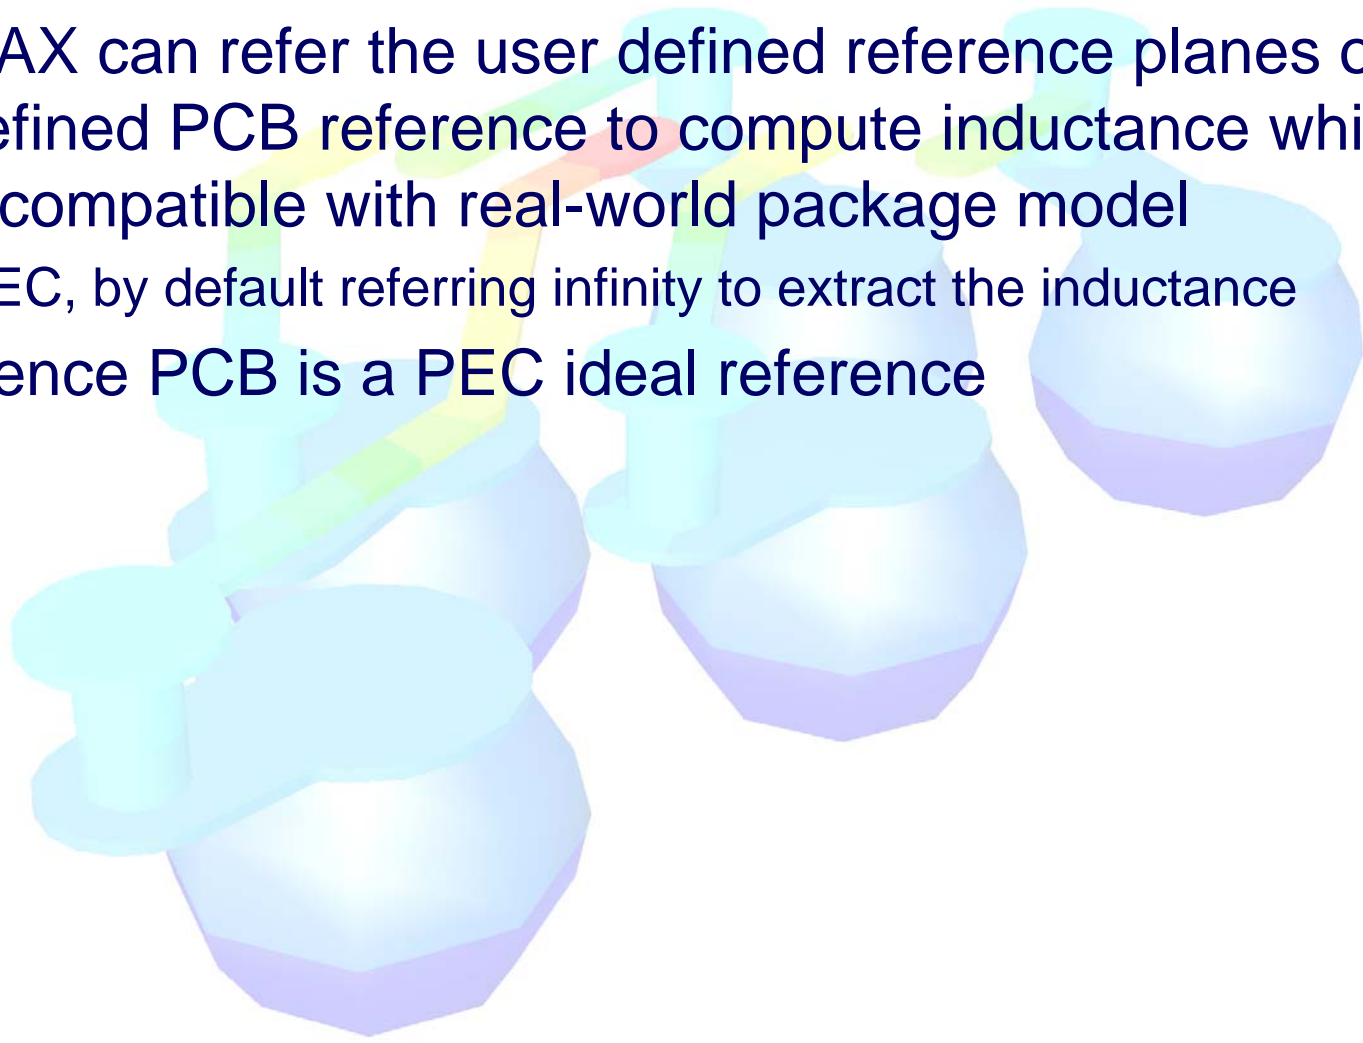 AX can refer the user defined reference planes o
efined PCB reference to compute inductance whi
compatible with real-world package model
EC, by default referring infinity to extract the inductance
ence PCB is a PEC ideal reference